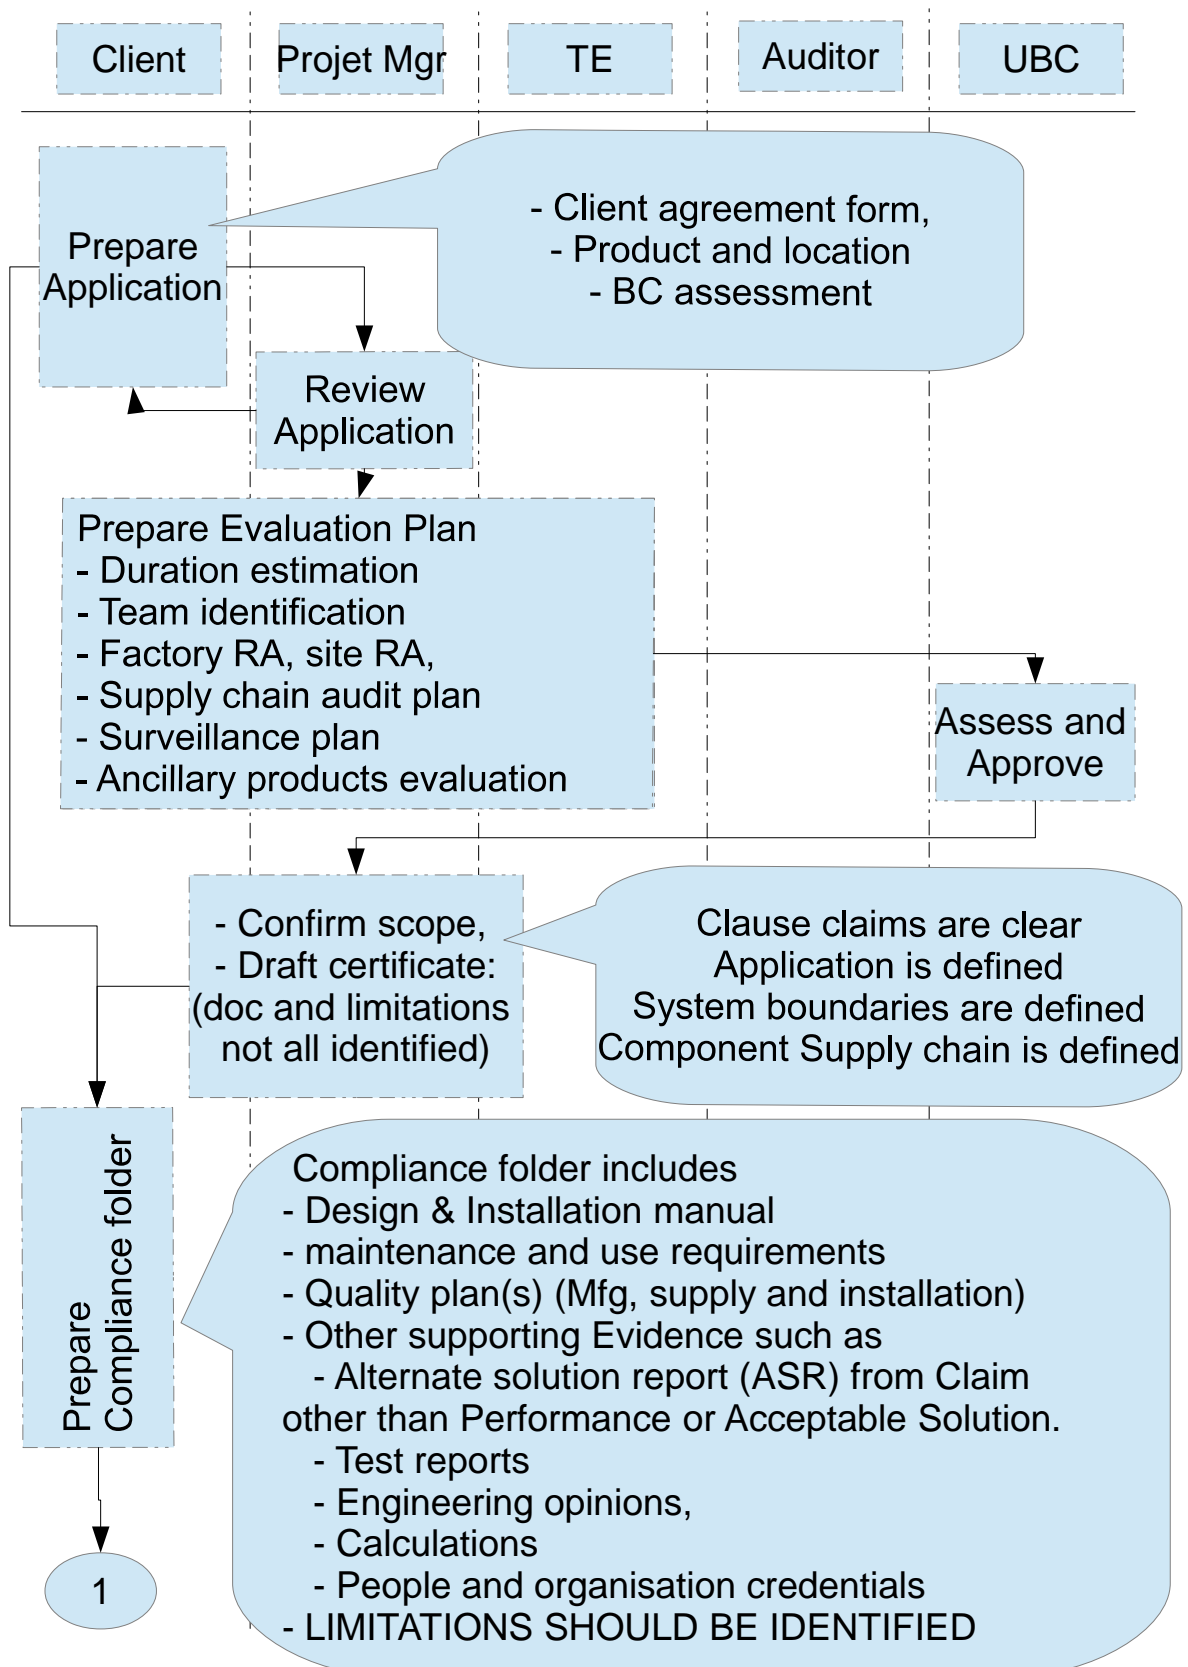 Client
Projet Mgr
TE
Auditor
UBC
- Client agreement form,
- Product and location
- BC assessment
Prepare
Application
Review
Application
Prepare Evaluation Plan
- Duration estimation
- Team identification
- Factory RA, site RA,
- Supply chain audit plan
- Surveillance plan
- Ancillary products evaluation
Assess and
Approve
- Confirm scope,
- Draft certificate:
(doc and limitations
not all identified)
Clause claims are clear
Application is defined
System boundaries are defined
Component Supply chain is defined
Prepare
Compliance folder
Compliance folder includes
- Design & Installation manual
- maintenance and use requirements
- Quality plan(s) (Mfg, supply and installation)
- Other supporting Evidence such as
- Alternate solution report (ASR) from Claim
other than Performance or Acceptable Solution.
- Test reports
- Engineering opinions,
- Calculations
- People and organisation credentials
- LIMITATIONS SHOULD BE IDENTIFIED
1